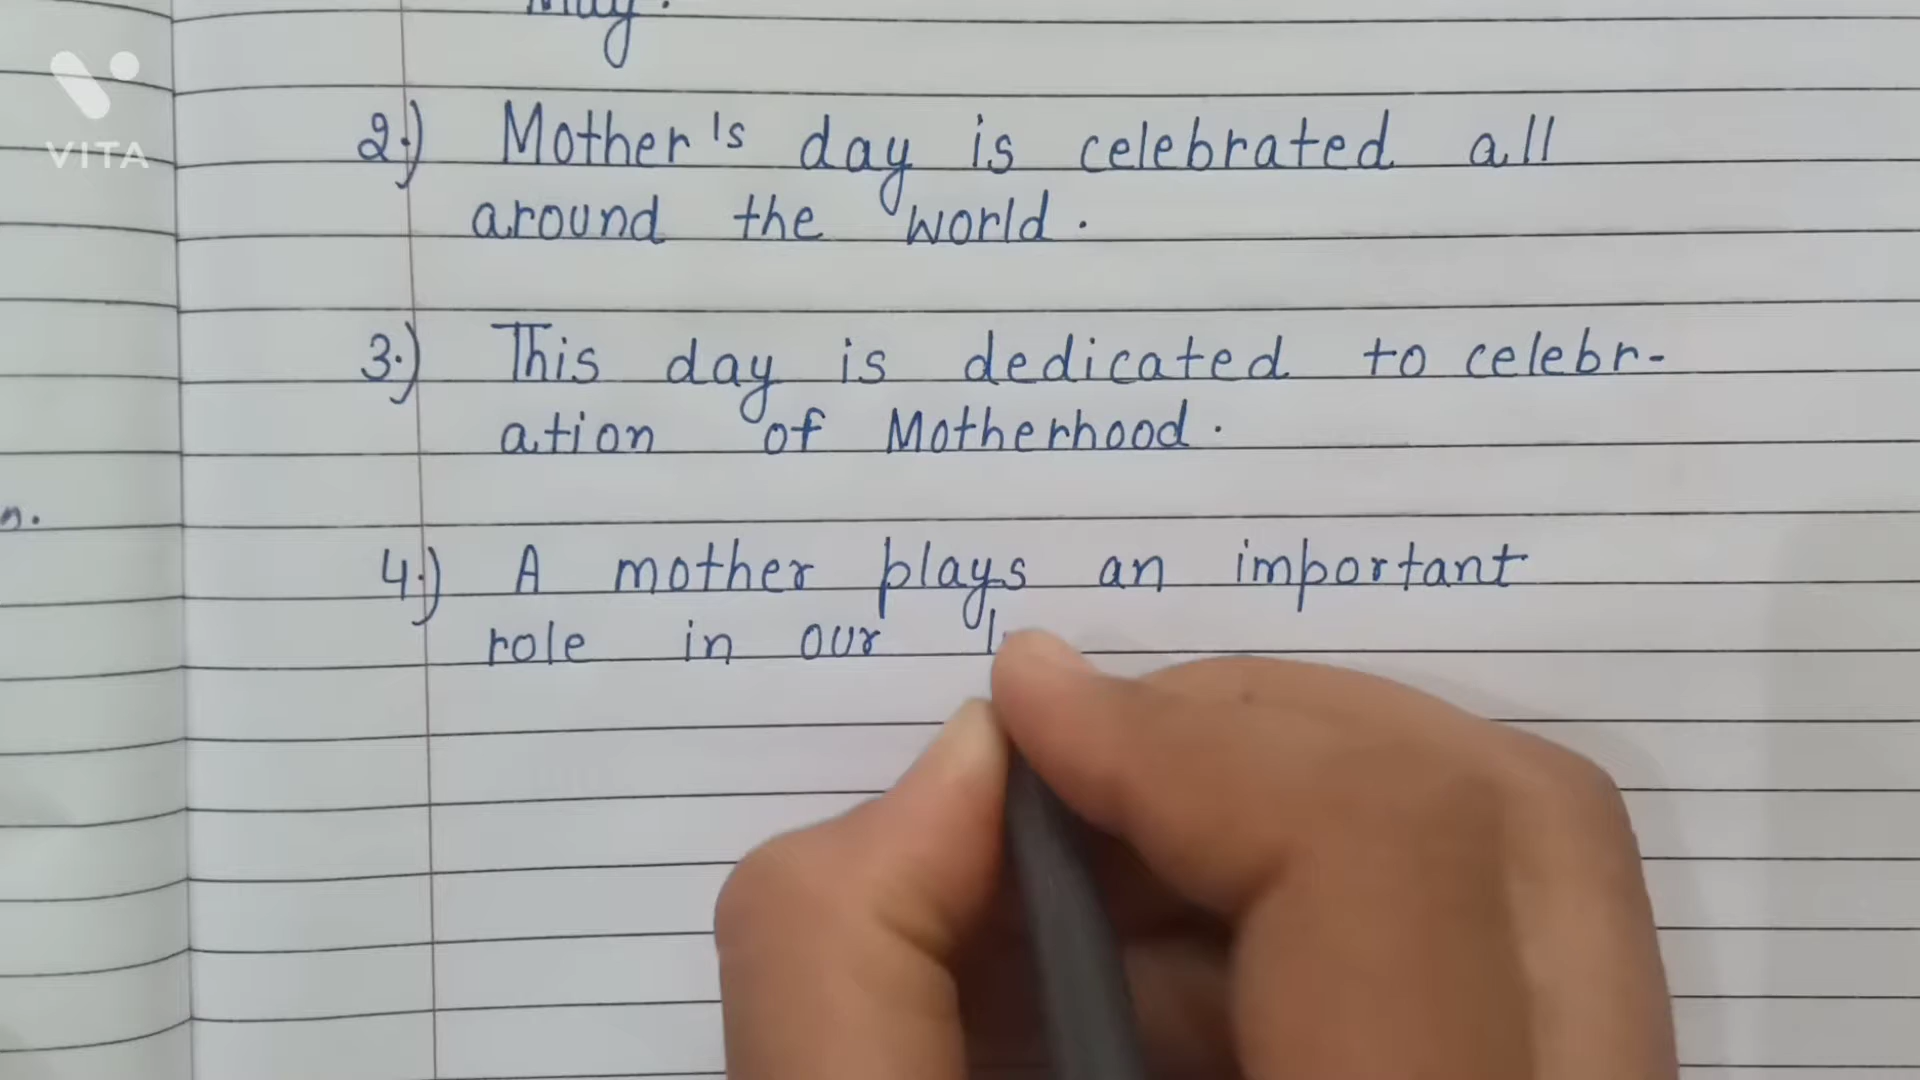 May.
VITA
2.) Mother's day is celebrated all
around the world.
3.) This day is dedicated to celebr-
ation of Motherhood.
n.
4.) A mother plays an important
role in our